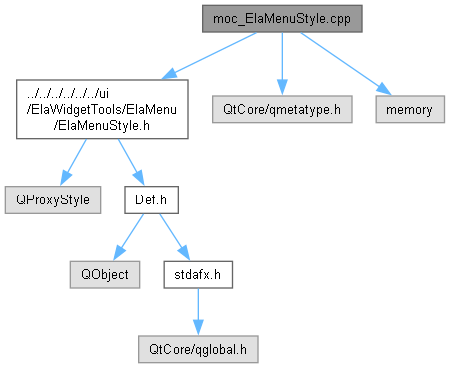 moc_ElaMenuStyle.cpp
../../../../../../ui
/ElaWidgetTools/ElaMenu
/ElaMenuStyle.h
QtCore/qmetatype.h
memory
QProxyStyle
Def.h
QObject
stdafx.h
QtCore/qglobal.h